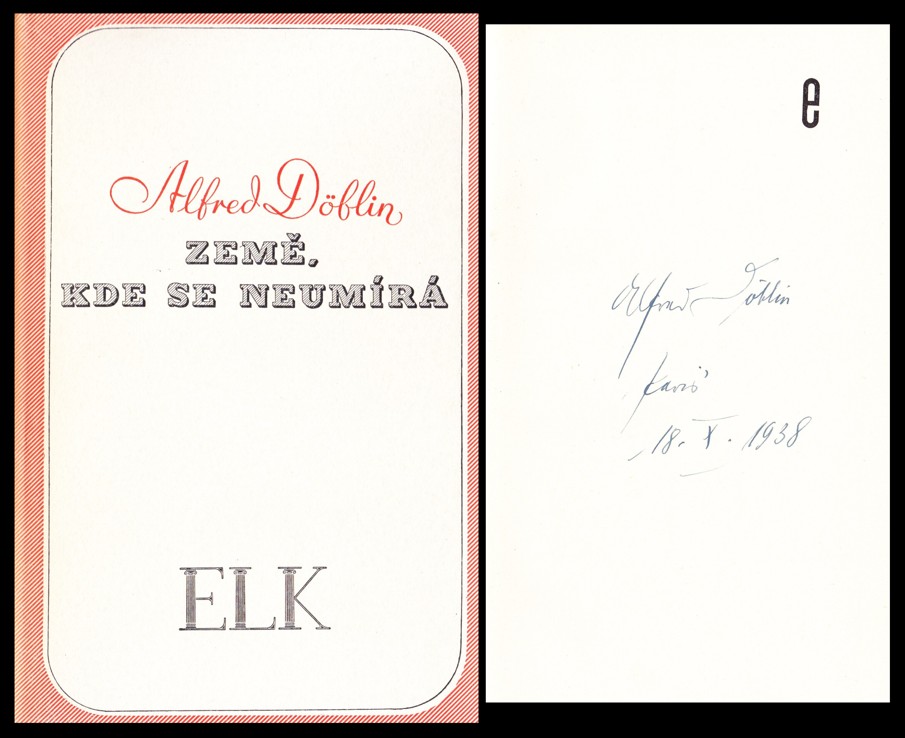 Alfred Döblin
ZEMĚ,
KDE SE NEUMÍRÁ
ELK
e
Alfred Döblin
Paris
18. X. 1938